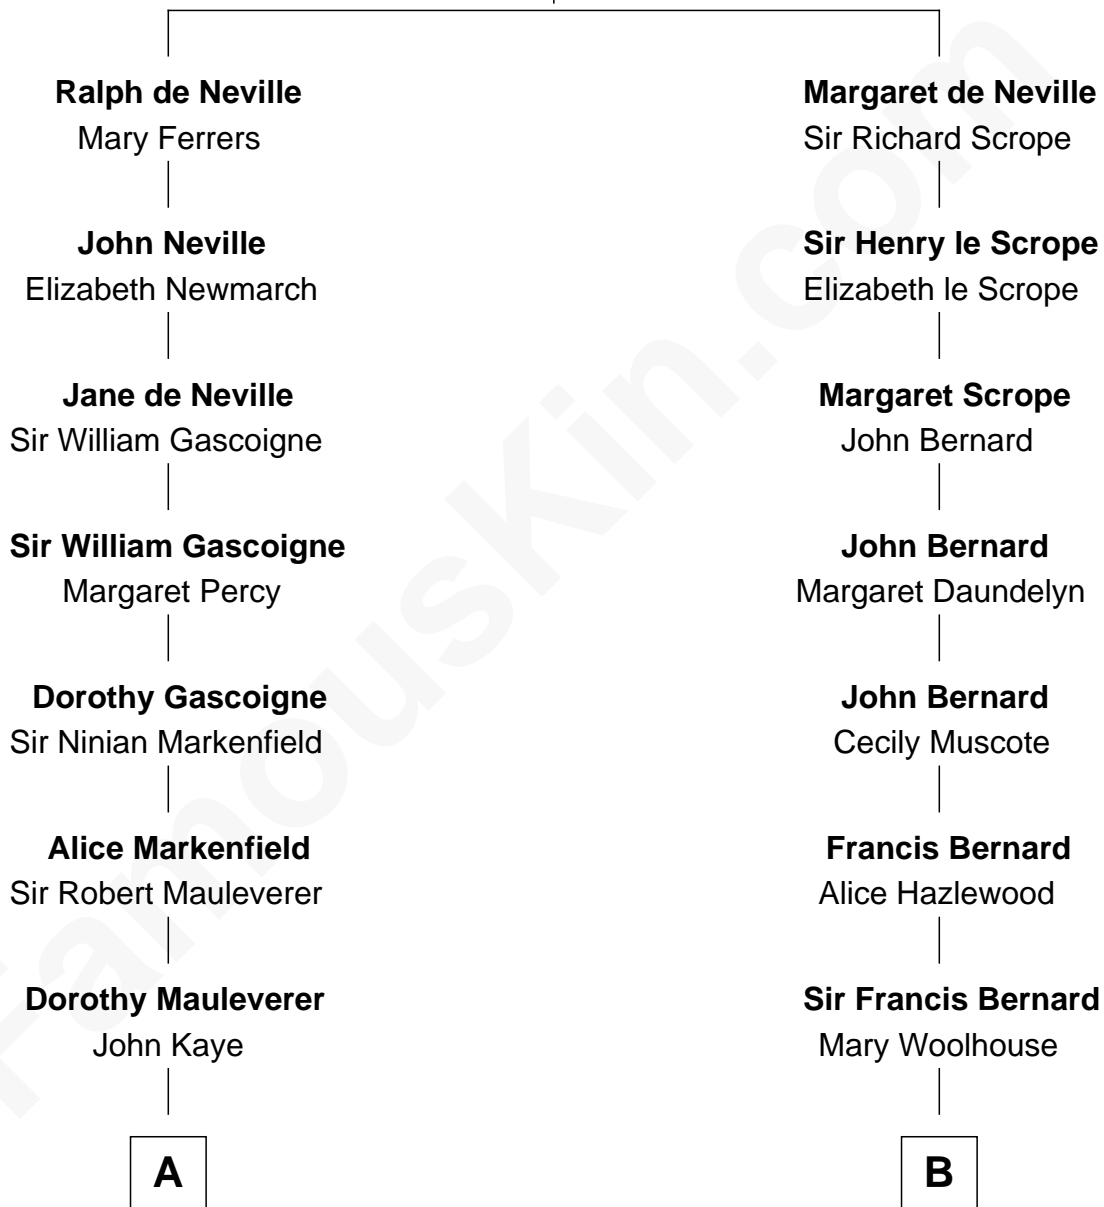 Ralph de Neville
Mary Ferrers
John Neville
Elizabeth Newmarch
Jane de Neville
Sir William Gascoigne
Sir William Gascoigne
Margaret Percy
Dorothy Gascoigne
Sir Ninian Markenfield
Alice Markenfield
Sir Robert Mauleverer
Dorothy Mauleverer
John Kaye
A
Margaret de Neville
Sir Richard Scrope
Sir Henry le Scrope
Elizabeth le Scrope
Margaret Scrope
John Bernard
John Bernard
Margaret Daundelyn
John Bernard
Cecily Muscote
Francis Bernard
Alice Hazlewood
Sir Francis Bernard
Mary Woolhouse
B
FamousKin.com